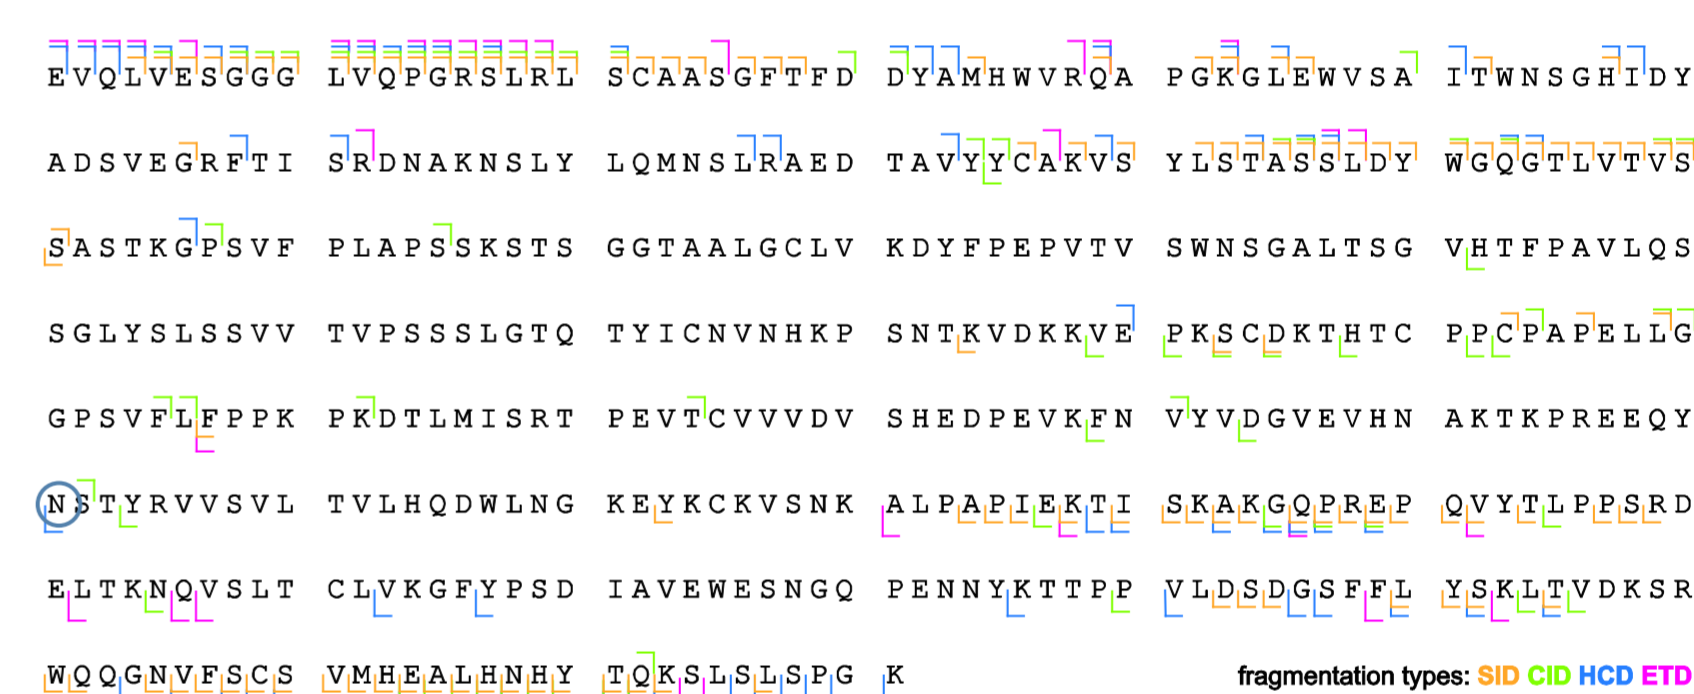 EVQLVESGGG LVQPGRSLRL SCAASGFTFD DYAMHWVRQA PGKGLEWVSA ITWNSGHIDY
ADSVEGRFTI SRDNAKNSLY LQMNSLRAED TAVYYCAKVS YLSTASSLDY WGQGTLVTVS
SASTKGPSVF PLAPSSKSTS GGTAALGCLV KDYFPEPVTV SWNSGALTSG VHTFPAVLQS
SGLYSLSSVV TVPSSSLGTQ TYICNVNHKP SNTKVDKKVE PKSCDKTHTC PPCPAPELLG
GPSVFLFPPK PKDTLMISRT PEVTCVVVDV SHEDPEVKFN VYVDGVEVHN AKTKPREEQY
NSTYRVVSVL TVLHQDWLNG KEYKCKVSNK ALPAPIEKTI SKAKGQPREP QVYTLPPSRD
ELTKNQVSLT CLVKGFYPSD IAVEWESNGQ PENNYKTTPP VLDSDGSFFL YSKLTVDKSR
WQQGNVFSCS VMHEALHNHY TQKSLSLSPG K
fragmentation types: SID CID HCD ETD